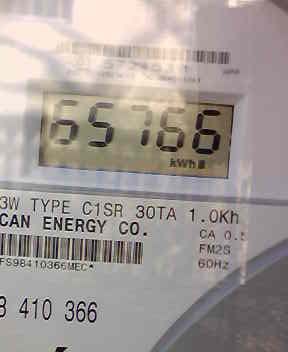 65766
kWh
3W TYPE C1SR 30TA 1.0Kh
CAN ENERGY CO.
CA 0.5
FM2S
60Hz
FS98410366MEC*
8 410 366